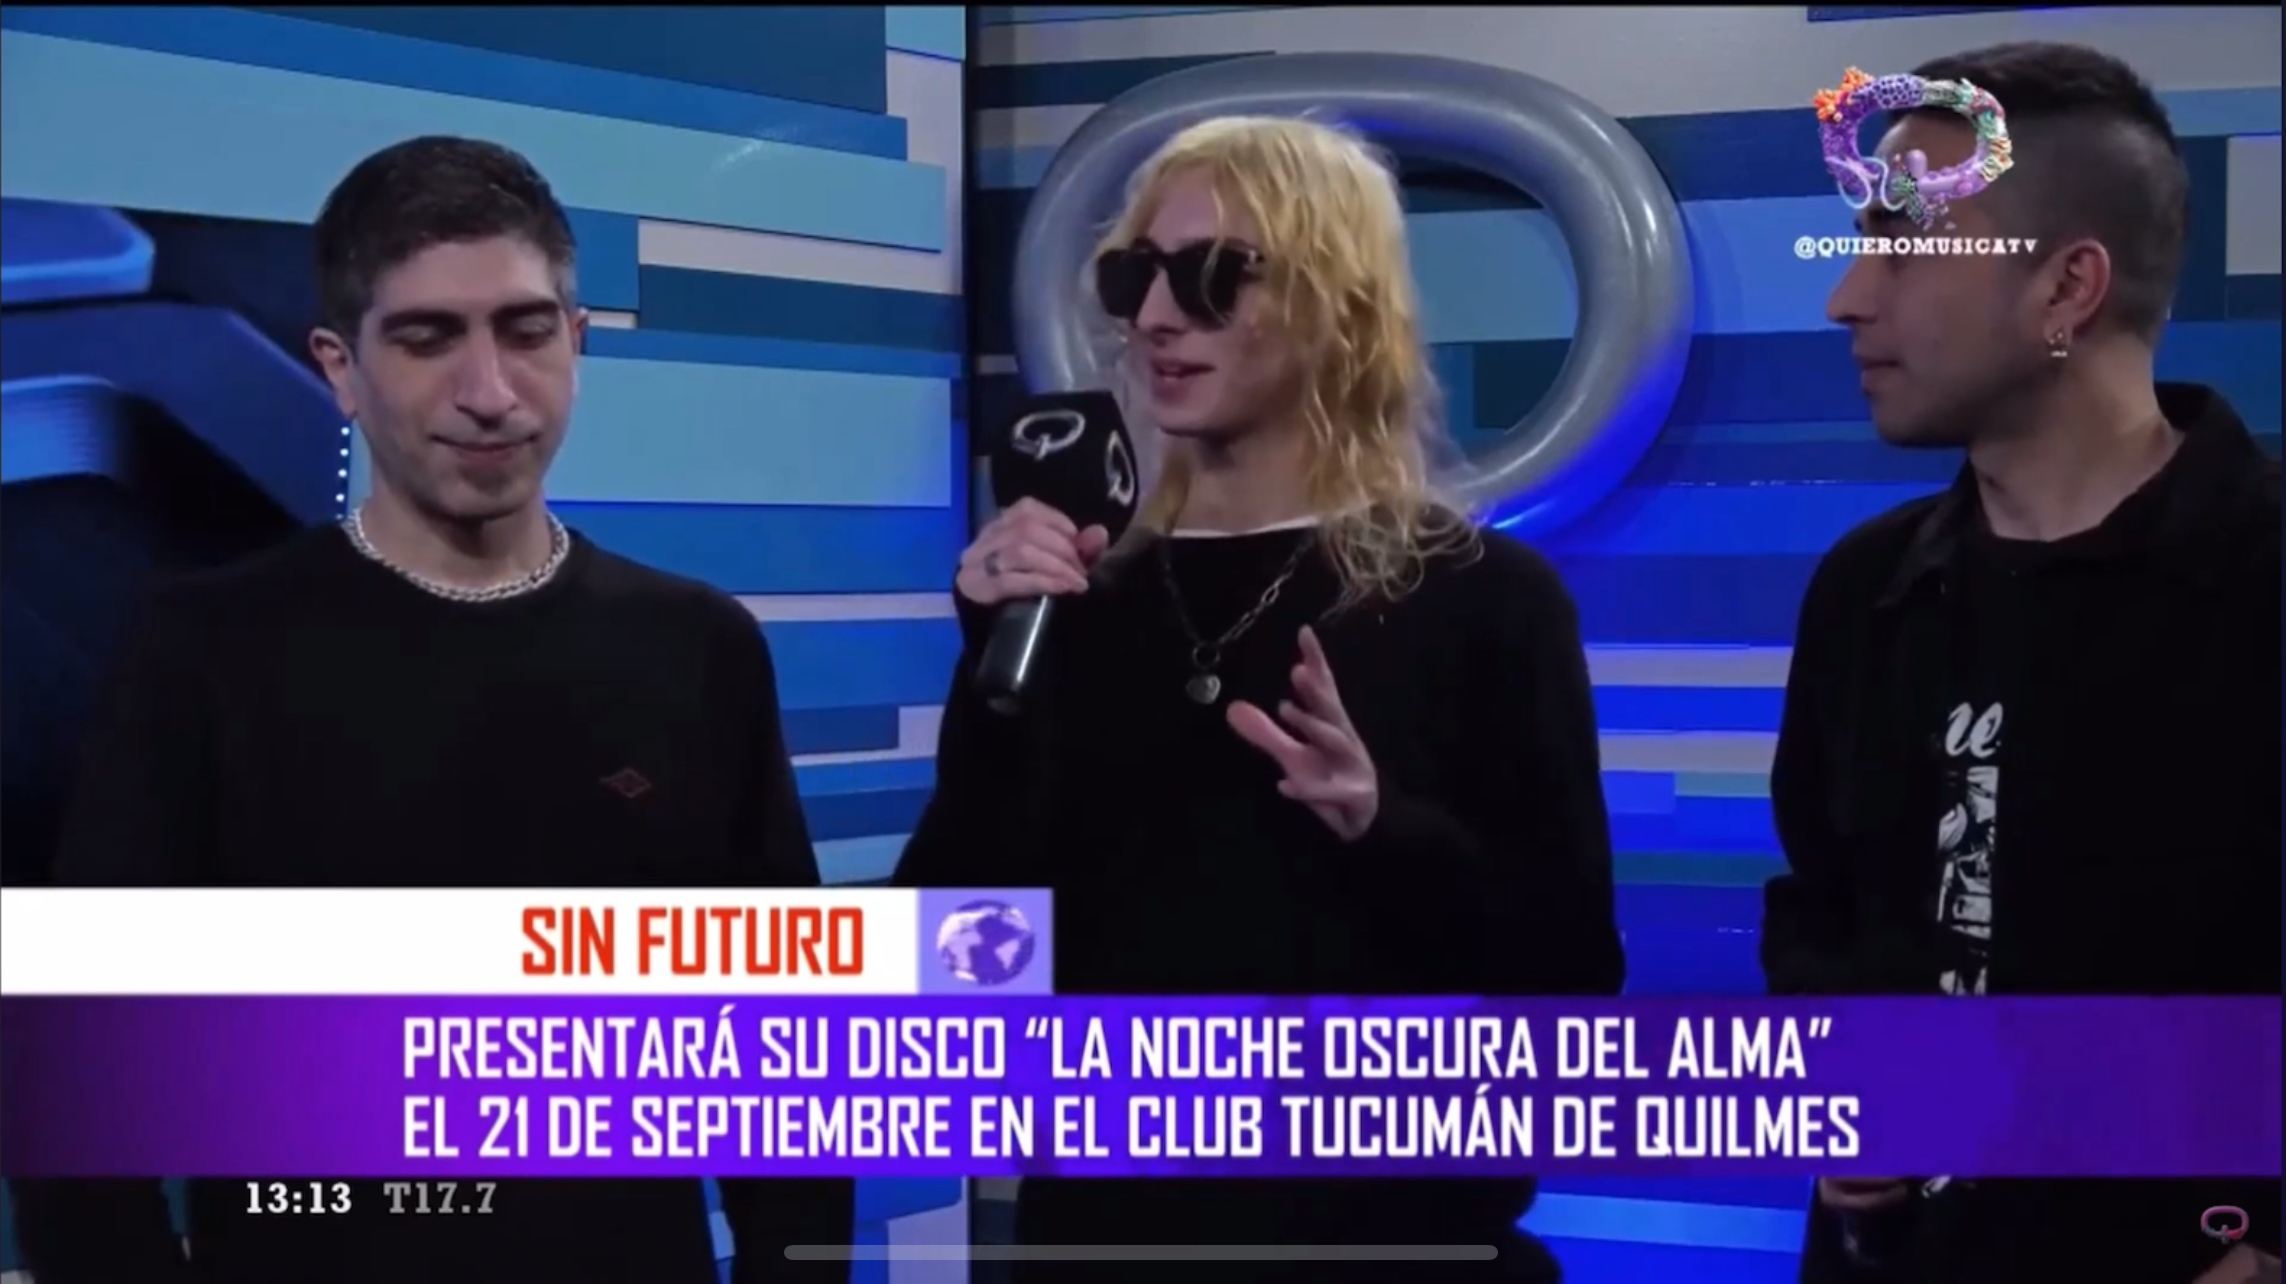 @QUIEROMUSICATV
SIN FUTURO
PRESENTARÁ SU DISCO “LA NOCHE OSCURA DEL ALMA”
EL 21 DE SEPTIEMBRE EN EL CLUB TUCUMÁN DE QUILMES
13:13 T17.7